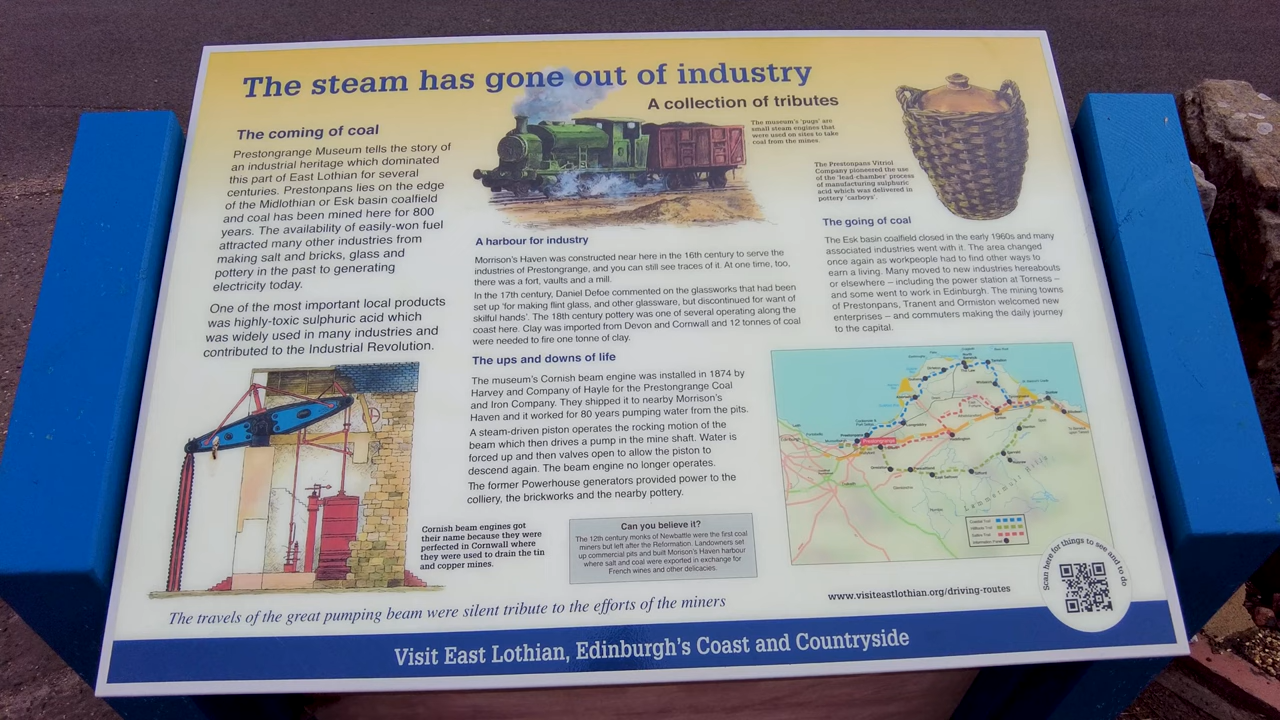 The steam has gone out of industry
A collection of tributes
The coming of coal
Prestongrange Museum tells the story of
an industrial heritage which dominated
this part of East Lothian for several
centuries. Prestonpans lies on the edge
of the Midlothian or Esk basin coalfield
and coal has been mined here for 800
years. The availability of easily-won fuel
attracted many other industries from
making salt and bricks, glass and
pottery in the past to generating
electricity today.
One of the most important local products
was highly-toxic sulphuric acid which
was widely used in many industries and
contributed to the Industrial Revolution.
The museum's 'pugs' are
small steam engines that
were used on sites to take
coal from the mines.
The Prestonpans Vitriol
Company pioneered the use
of the 'lead-chamber' process
of manufacturing sulphuric
acid which was delivered in
pottery 'carboys'.
A harbour for industry
Morrison's Haven was constructed near here in the 16th century to serve the
industries of Prestongrange, and you can still see traces of it. At one time, too,
there was a fort, vaults and a mill.
In the 17th century, Daniel Defoe commented on the glassworks that had been
set up 'for making flint glass, and other glassware, but discontinued for want of
skilful hands'. The 18th century pottery was one of several operating along the
coast here. Clay was imported from Devon and Cornwall and 12 tonnes of coal
were needed to fire one tonne of clay.
The ups and downs of life
The museum's Cornish beam engine was installed in 1874 by
Harvey and Company of Hayle for the Prestongrange Coal
and Iron Company. They shipped it to nearby Morrison's
Haven and it worked for 80 years pumping water from the pits.
A steam-driven piston operates the rocking motion of the
beam which then drives a pump in the mine shaft. Water is
forced up and then valves open to allow the piston to
descend again. The beam engine no longer operates.
The former Powerhouse generators provided power to the
colliery, the brickworks and the nearby pottery.
The going of coal
The Esk basin coalfield closed in the early 1960s and many
associated industries went with it. The area changed
once again as workpeople had to find other ways to
earn a living. Many moved to new industries hereabouts
or elsewhere – including the power station at Torness –
and some went to work in Edinburgh. The mining towns
of Prestonpans, Tranent and Ormiston welcomed new
enterprises – and commuters making the daily journey
to the capital.
Cornish beam engines got
their name because they were
perfected in Cornwall where
they were used to drain the tin
and copper mines.
Can you believe it?
The 12th century monks of Newbattle were the first coal
miners but left after the Reformation. Landowners set
up commercial pits and built Morison's Haven harbour
where salt and coal were exported in exchange for
French wines and other delicacies.
Prestongrange
Coastal Trail
Hillfoots Trail
Saltire Trail
Information Panel
The travels of the great pumping beam were silent tribute to the efforts of the miners
www.visiteastlothian.org/driving-routes
Scan here for things to see and do
Visit East Lothian, Edinburgh's Coast and Countryside